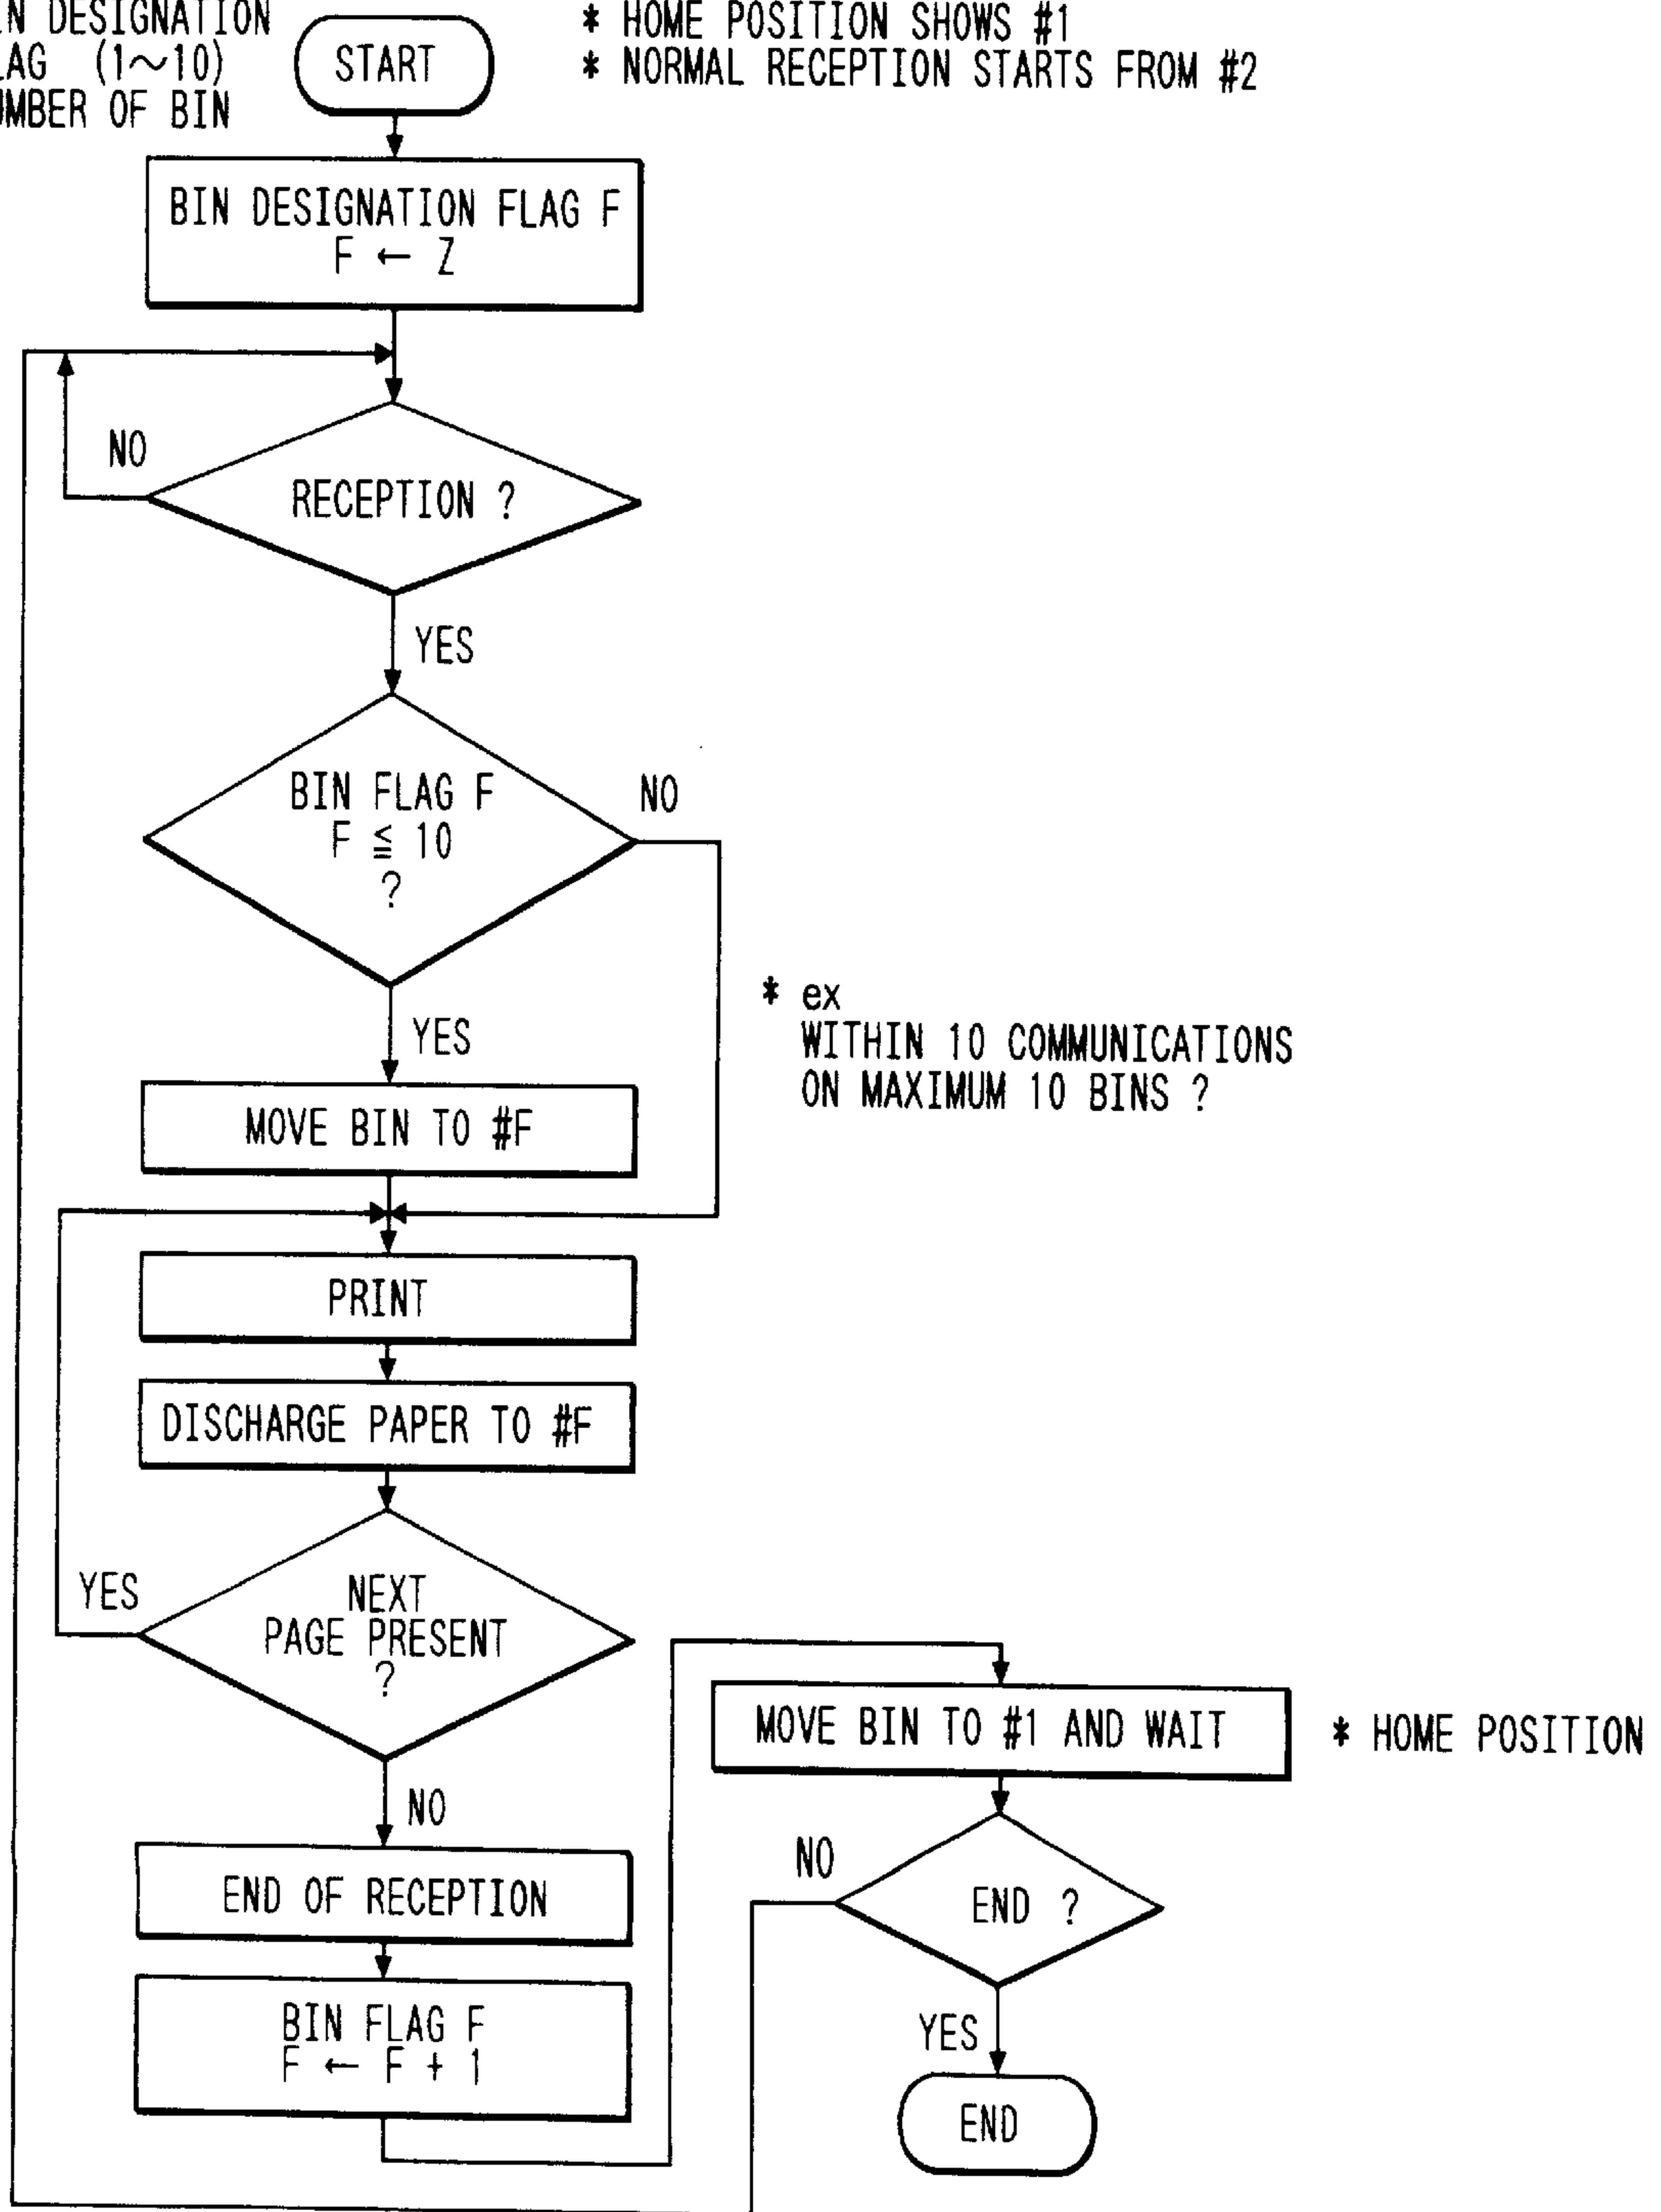 DESIGNATION
(1~10)
OF BIN
START
* HOME POSITION SHOWS #1
* NORMAL RECEPTION STARTS FROM #2
BIN DESIGNATION FLAG F
F ← Z
NO
RECEPTION ?
YES
BIN FLAG F
F ≦ 10
?
NO
YES
* ex
WITHIN 10 COMMUNICATIONS
ON MAXIMUM 10 BINS ?
MOVE BIN TO #F
PRINT
DISCHARGE PAPER TO #F
YES
NEXT
PAGE PRESENT
?
NO
END OF RECEPTION
BIN FLAG F
F ← F + 1
MOVE BIN TO #1 AND WAIT
* HOME POSITION
NO
END ?
YES
END